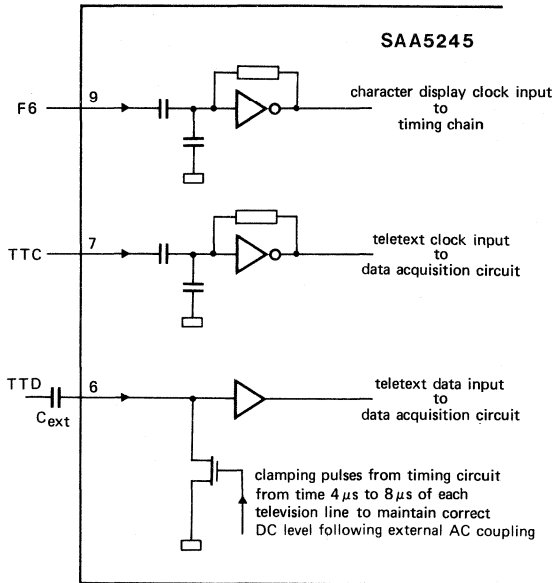 SAA5245
F6
9
character display clock input
to
timing chain
TTC
7
teletext clock input
to
data acquisition circuit
TTD
6
Cext
teletext data input
to
data acquisition circuit
clamping pulses from timing circuit
from time 4 µs to 8 µs of each
television line to maintain correct
DC level following external AC coupling